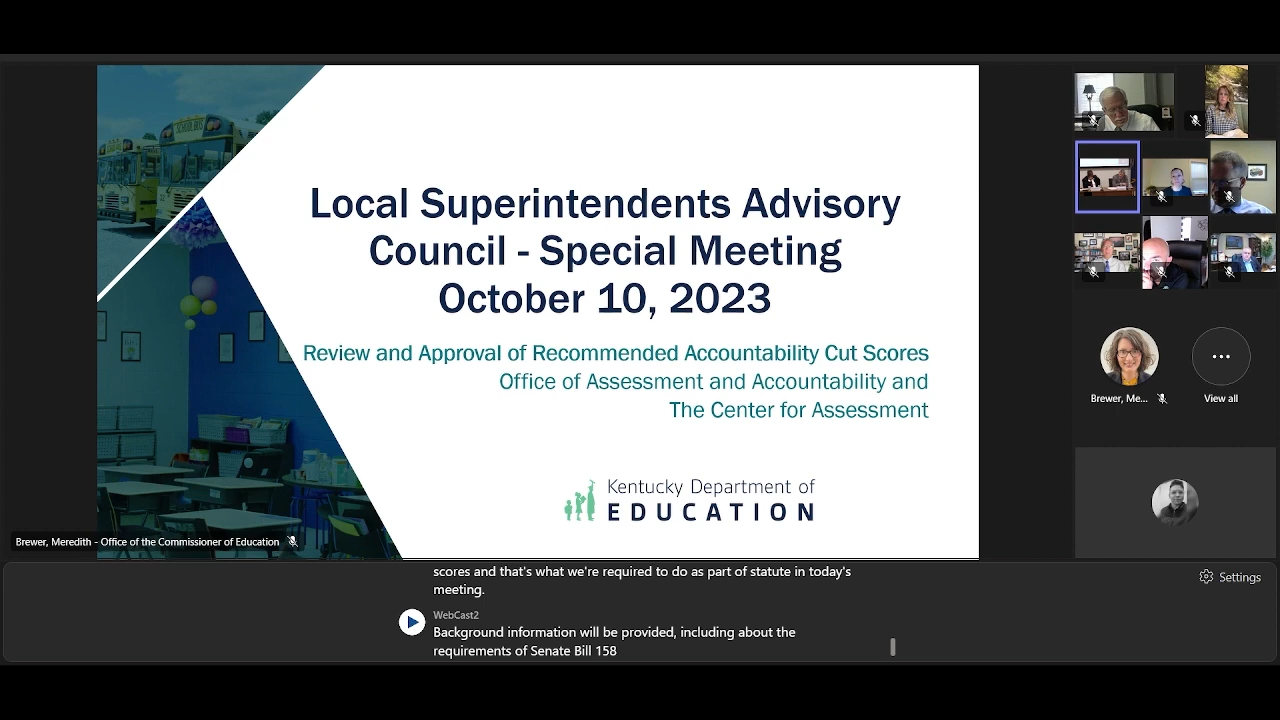 SCHOOL BUS
Local Superintendents Advisory
Council - Special Meeting
October 10, 2023
Review and Approval of Recommended Accountability Cut Scores
Office of Assessment and Accountability and
The Center for Assessment
Kentucky Department of
EDUCATION
Brewer, Meredith - Office of the Commissioner of Education
Brewer, Me...
View all
scores and that's what we're required to do as part of statute in today's
meeting.
Settings
WebCast2
Background information will be provided, including about the
requirements of Senate Bill 158